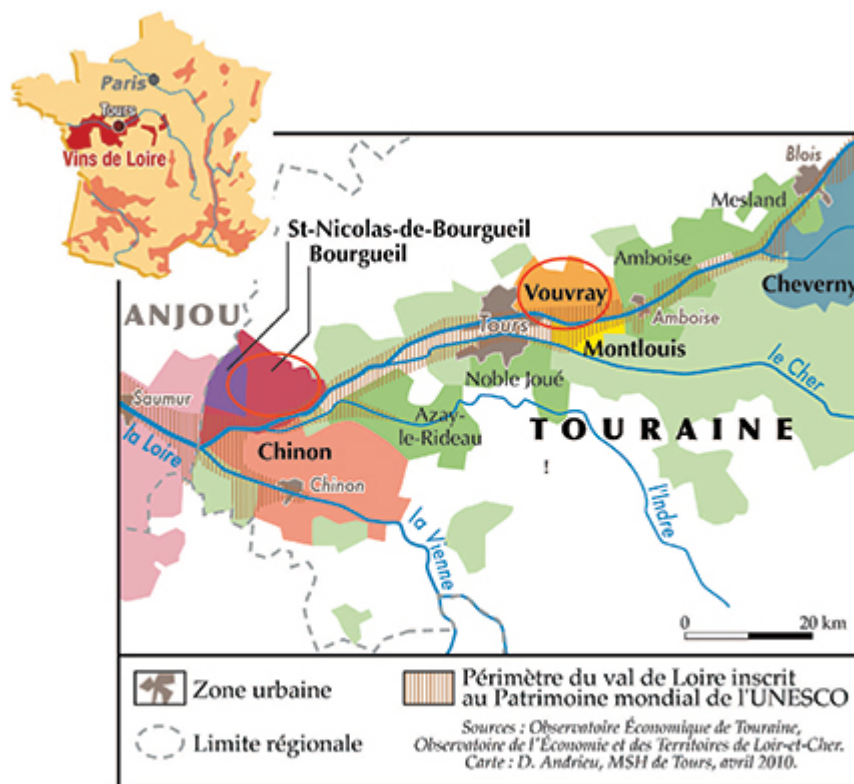 Paris
Tours
Vins de Loire
St-Nicolas-de-Bourgueil
Bourgueil
Blois
Mesland
Amboise
Cheverny
ANJOU
Vouvray
Amboise
Tours
Montlouis
le Cher
Saumur
Noble Joué
la Loire
Azay-
le-Rideau
TOURAINE
Chinon
!
Chinon
l'Indre
la Vienne
0 20 km
Zone urbaine
Limite régionale
Périmètre du val de Loire inscrit
au Patrimoine mondial de l'UNESCO
Sources : Observatoire Économique de Touraine,
Observatoire de l'Économie et des Territoires de Loir-et-Cher.
Carte : D. Andrieu, MSH de Tours, avril 2010.